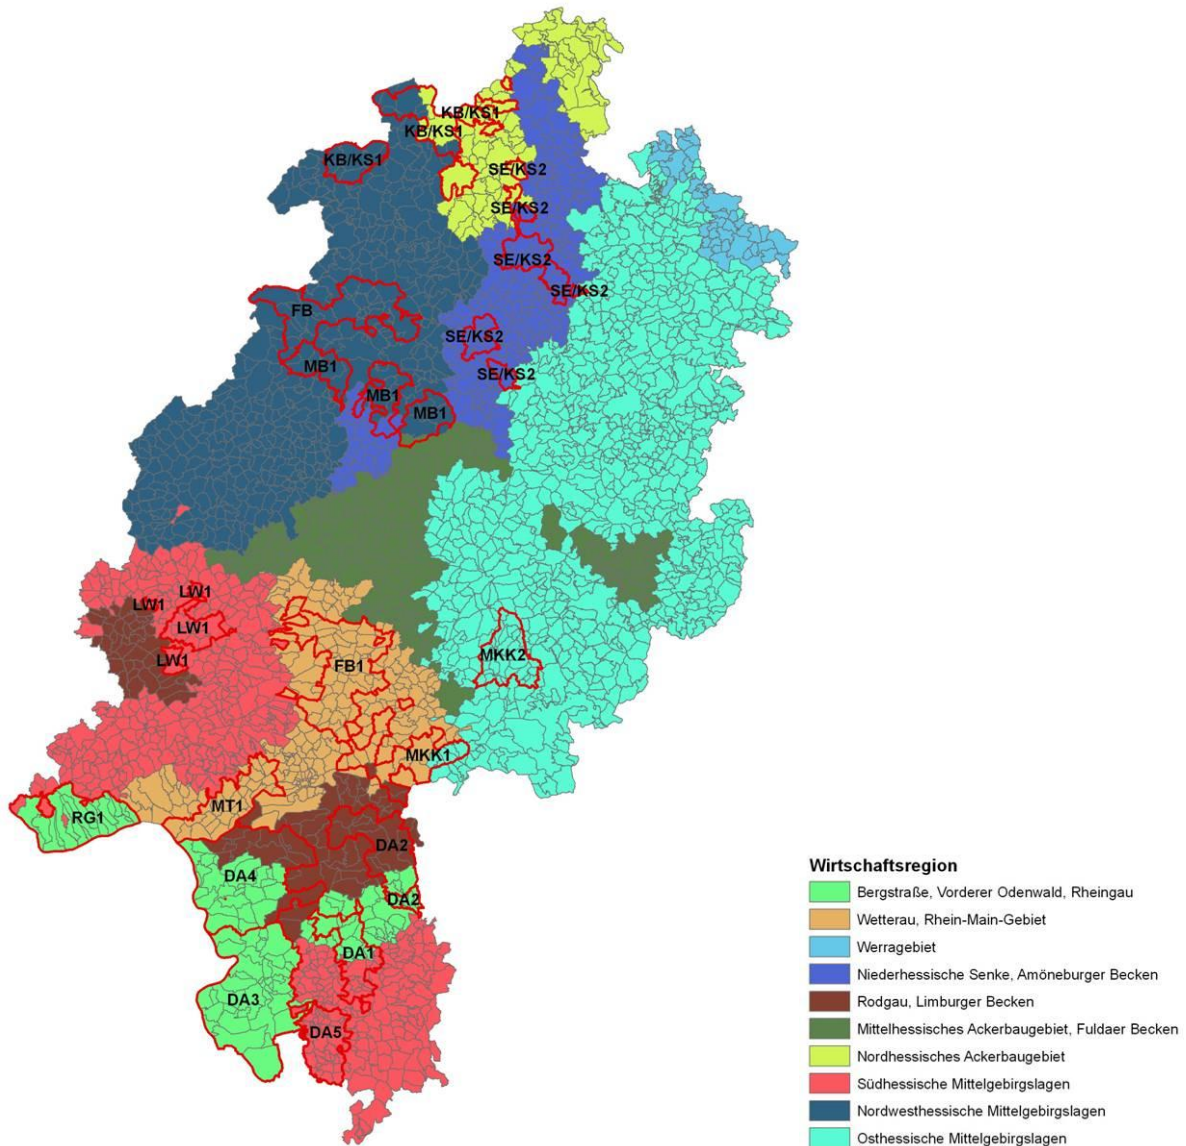 KB/KS1
KB/KS1
KB/KS1
SE/KS2
SE/KS2
SE/KS2
SE/KS2
FB
SE/KS2
MB1
SE/KS2
MB1
MB1
LW1
LW1
LW1
LW1
FB1
MKK2
MKK1
MT1
RG1
DA2
DA4
DA2
DA1
DA3
DA5
Wirtschaftsregion
Bergstraße, Vorderer Odenwald, Rheingau
Wetterau, Rhein-Main-Gebiet
Werragebiet
Niederhessische Senke, Amöneburger Becken
Rodgau, Limburger Becken
Mittelhessisches Ackerbaugebiet, Fuldaer Becken
Nordhessisches Ackerbaugebiet
Südhessische Mittelgebirgslagen
Nordwesthessische Mittelgebirgslagen
Osthessische Mittelgebirgslagen